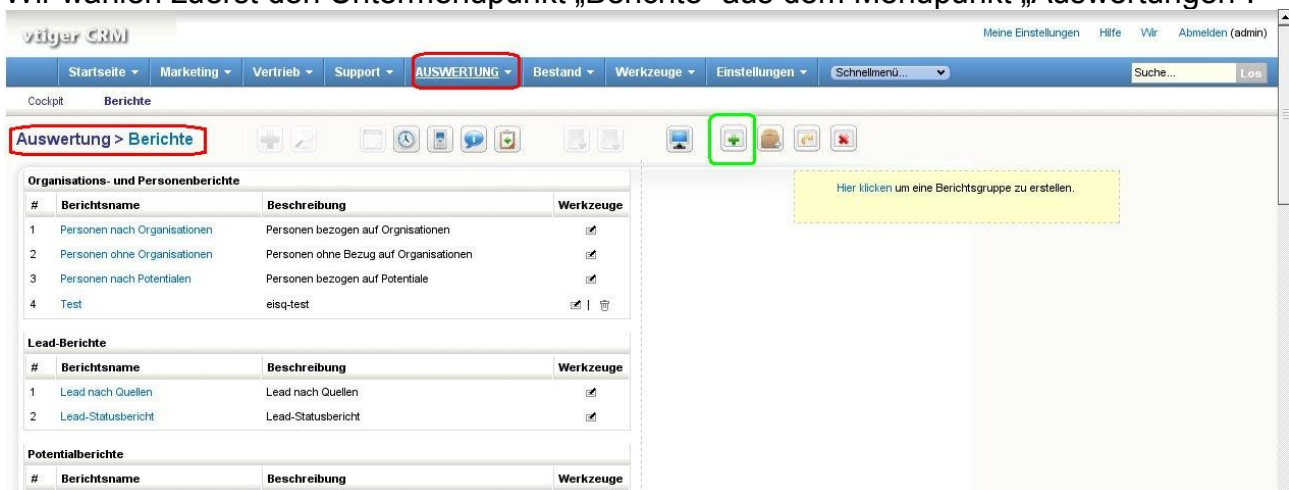 Wir wählen zuerst den Untermenüpunkt „Berichte“ aus dem Menüpunkt „Auswertungen“.
vtiger CRM
Meine Einstellungen Hilfe Wir Abmelden (admin)
Startseite Marketing Vertrieb Support AUSWERTUNG Bestand Werkzeuge Einstellungen Schnellmenü... Suche... Los
Cockpit Berichte
Auswertung > Berichte
Organisations- und Personenberichte
Hier klicken um eine Berichtsgruppe zu erstellen.
# Berichtsname Beschreibung Werkzeuge
1 Personen nach Organisationen Personen bezogen auf Orgnisationen
2 Personen ohne Organisationen Personen ohne Bezug auf Organisationen
3 Personen nach Potentialen Personen bezogen auf Potentiale
4 Test eisq-test |
Lead-Berichte
# Berichtsname Beschreibung Werkzeuge
1 Lead nach Quellen Lead nach Quellen
2 Lead-Statusbericht Lead-Statusbericht
Potentialberichte
# Berichtsname Beschreibung Werkzeuge